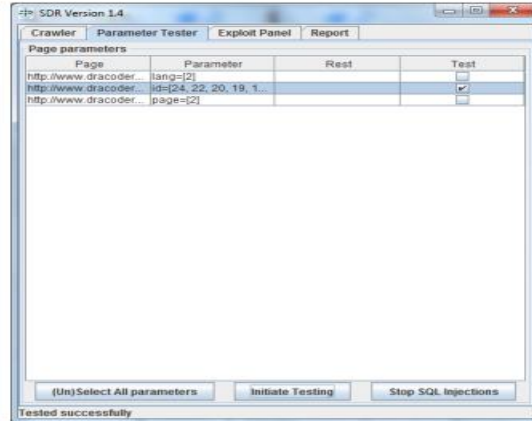 SDR Version 1.4
Crawler Parameter Tester Exploit Panel Report
Page parameters
Page Parameter Rest Test
http://www.dracoder... lang=[2]
http://www.dracoder... id=[24, 22, 20, 19, 1...
http://www.dracoder... page=[2]
(Un)Select All parameters Initiate Testing Stop SQL Injections
Tested successfully